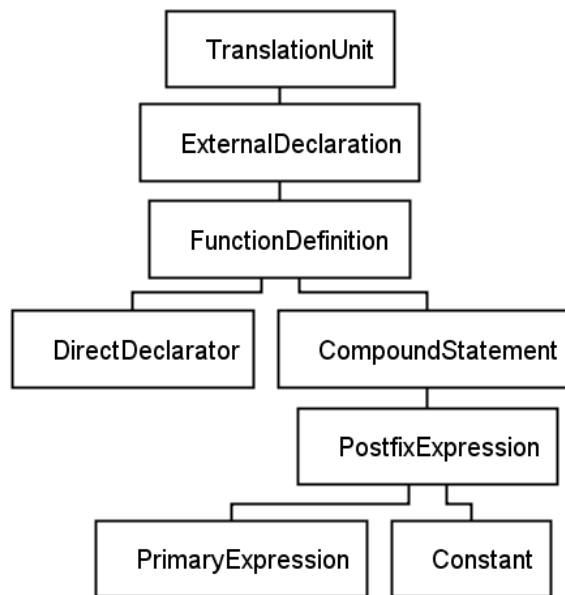 TranslationUnit
ExternalDeclaration
FunctionDefinition
DirectDeclarator
CompoundStatement
PostfixExpression
PrimaryExpression
Constant